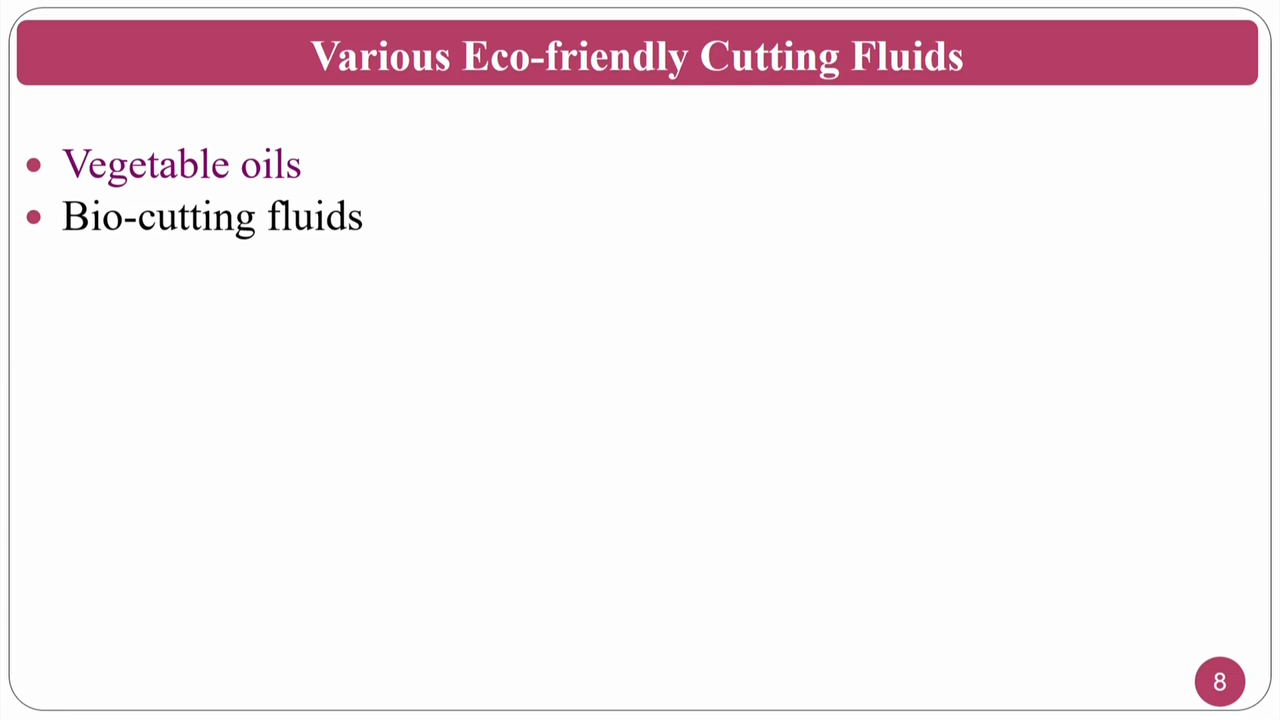 Various Eco-friendly Cutting Fluids
• Vegetable oils
• Bio-cutting fluids
8